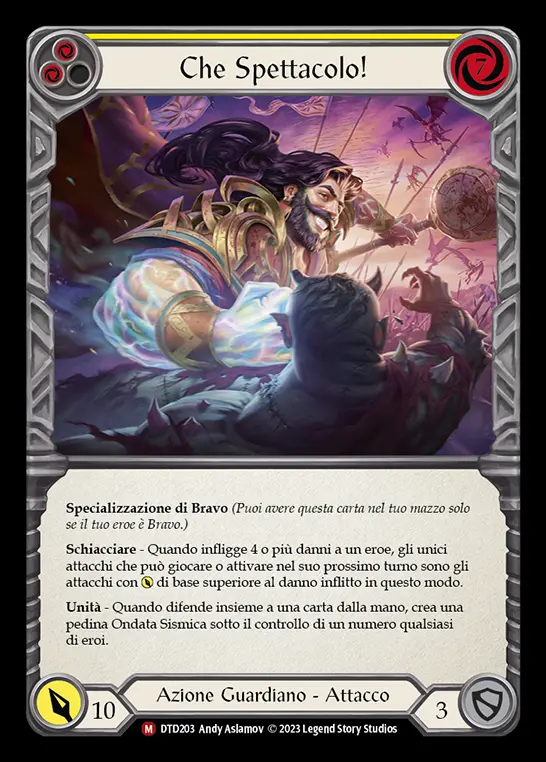 Che Spettacolo!
7
Specializzazione di Bravo (Puoi avere questa carta nel tuo mazzo solo
se il tuo eroe è Bravo.)
Schiacciare - Quando infligge 4 o più danni a un eroe, gli unici
attacchi che può giocare o attivare nel suo prossimo turno sono gli
attacchi con di base superiore al danno inflitto in questo modo.
Unità - Quando difende insieme a una carta dalla mano, crea una
pedina Ondata Sismica sotto il controllo di un numero qualsiasi
di eroi.
10
Azione Guardiano - Attacco
3
M DTD203 Andy Aslamov © 2023 Legend Story Studios